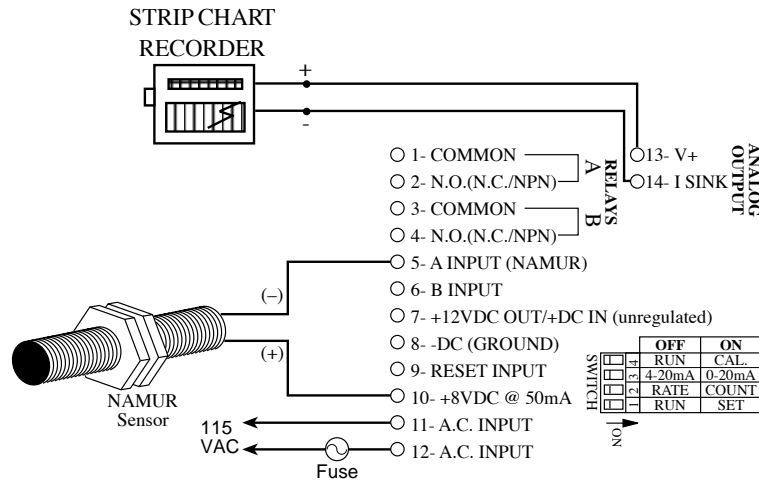 STRIP CHART
RECORDER
+
-
1- COMMON
2- N.O.(N.C./NPN)
3- COMMON
4- N.O.(N.C./NPN)
A
B
RELAYS
13- V+
14- I SINK
ANALOG
OUTPUT
5- A INPUT (NAMUR)
6- B INPUT
7- +12VDC OUT/+DC IN (unregulated)
8- -DC (GROUND)
9- RESET INPUT
10- +8VDC @ 50mA
11- A.C. INPUT
12- A.C. INPUT
(–)
(+)
NAMUR
Sensor
115
VAC
Fuse
SWITCH
OFF ON
4 RUN CAL.
3 4-20mA 0-20mA
2 RATE COUNT
1 RUN SET
ON